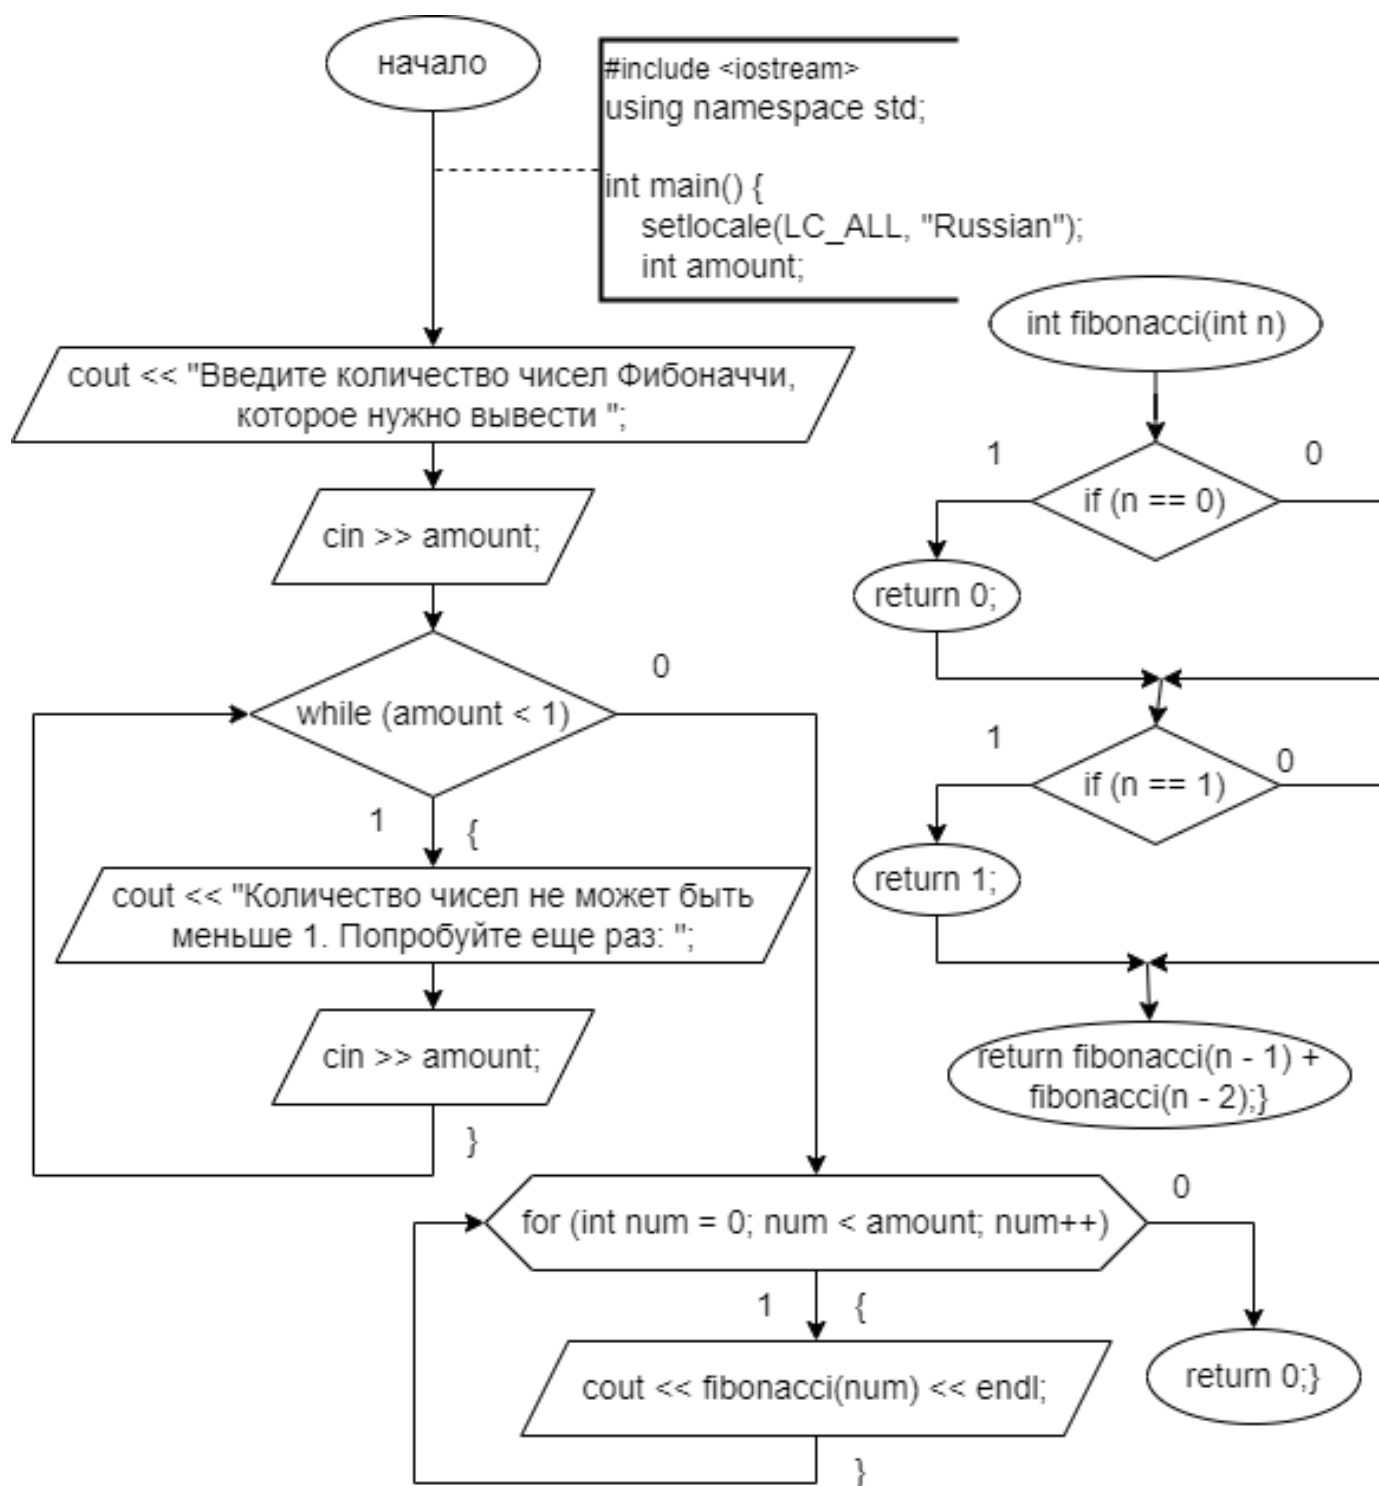 начало
#include <iostream>
using namespace std;
int main() {
setlocale(LC_ALL, "Russian");
int amount;
cout << "Введите количество чисел Фибоначчи,
которое нужно вывести ";
cin >> amount;
while (amount < 1)
0
1
{
cout << "Количество чисел не может быть
меньше 1. Попробуйте еще раз: ";
cin >> amount;
}
for (int num = 0; num < amount; num++)
0
1
{
cout << fibonacci(num) << endl;
}
return 0;}
int fibonacci(int n)
1
0
if (n == 0)
return 0;
1
0
if (n == 1)
return 1;
return fibonacci(n - 1) +
fibonacci(n - 2);}